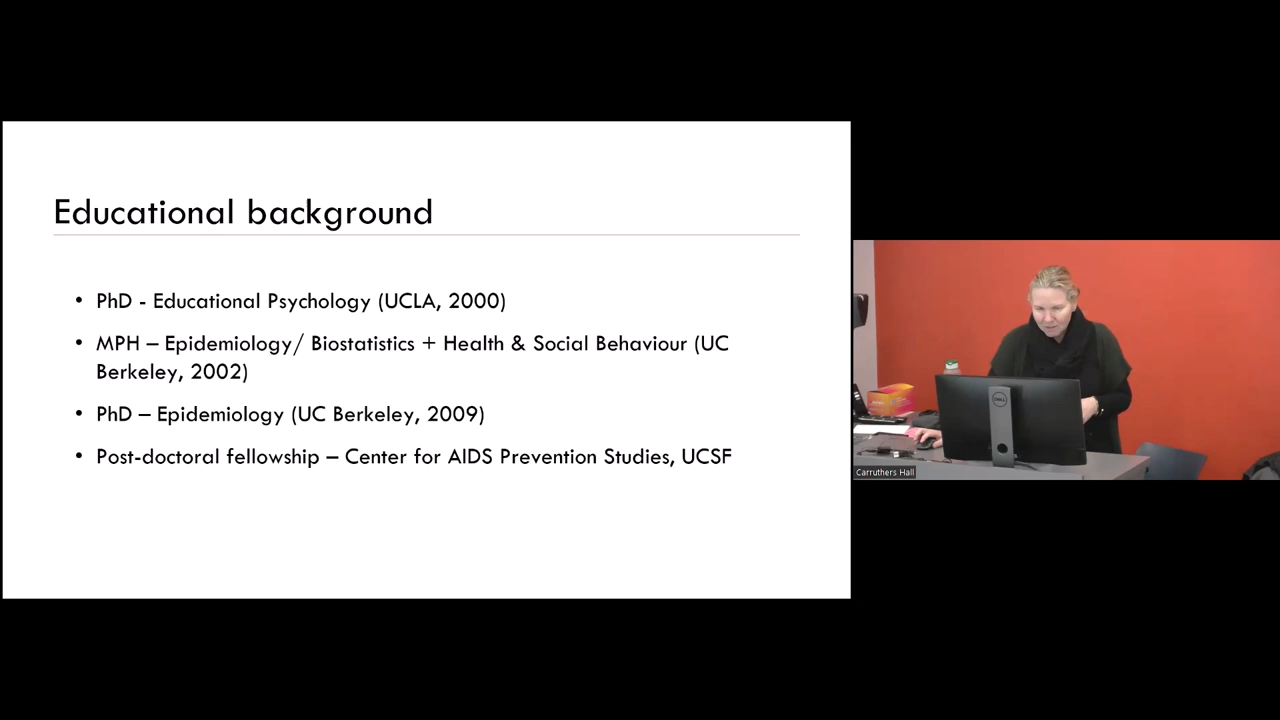 Educational background
• PhD - Educational Psychology (UCLA, 2000)
• MPH – Epidemiology/ Biostatistics + Health & Social Behaviour (UC
Berkeley, 2002)
• PhD – Epidemiology (UC Berkeley, 2009)
• Post-doctoral fellowship – Center for AIDS Prevention Studies, UCSF
DELL
Carruthers Hall